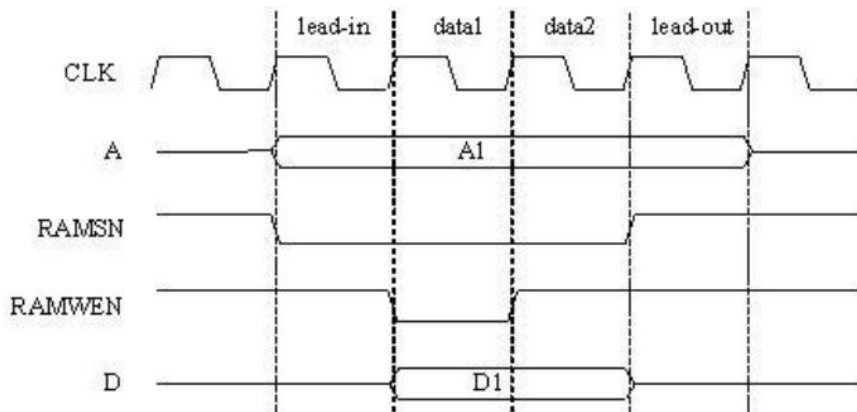 lead-in data1 data2 lead-out
CLK
A A1
RAMSN
RAMWEN
D D1